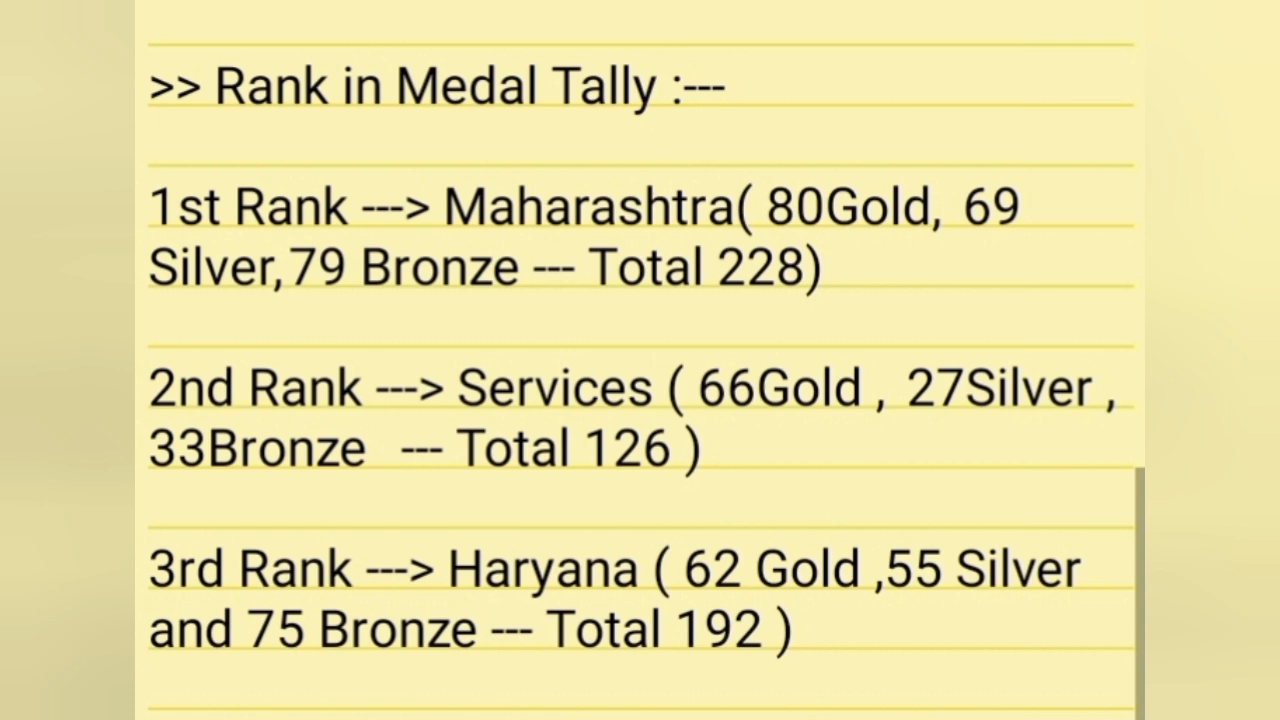 >> Rank in Medal Tally :---
1st Rank ---> Maharashtra( 80Gold, 69
Silver,79 Bronze --- Total 228)
2nd Rank ---> Services ( 66Gold , 27Silver ,
33Bronze --- Total 126 )
3rd Rank ---> Haryana ( 62 Gold ,55 Silver
and 75 Bronze --- Total 192 )